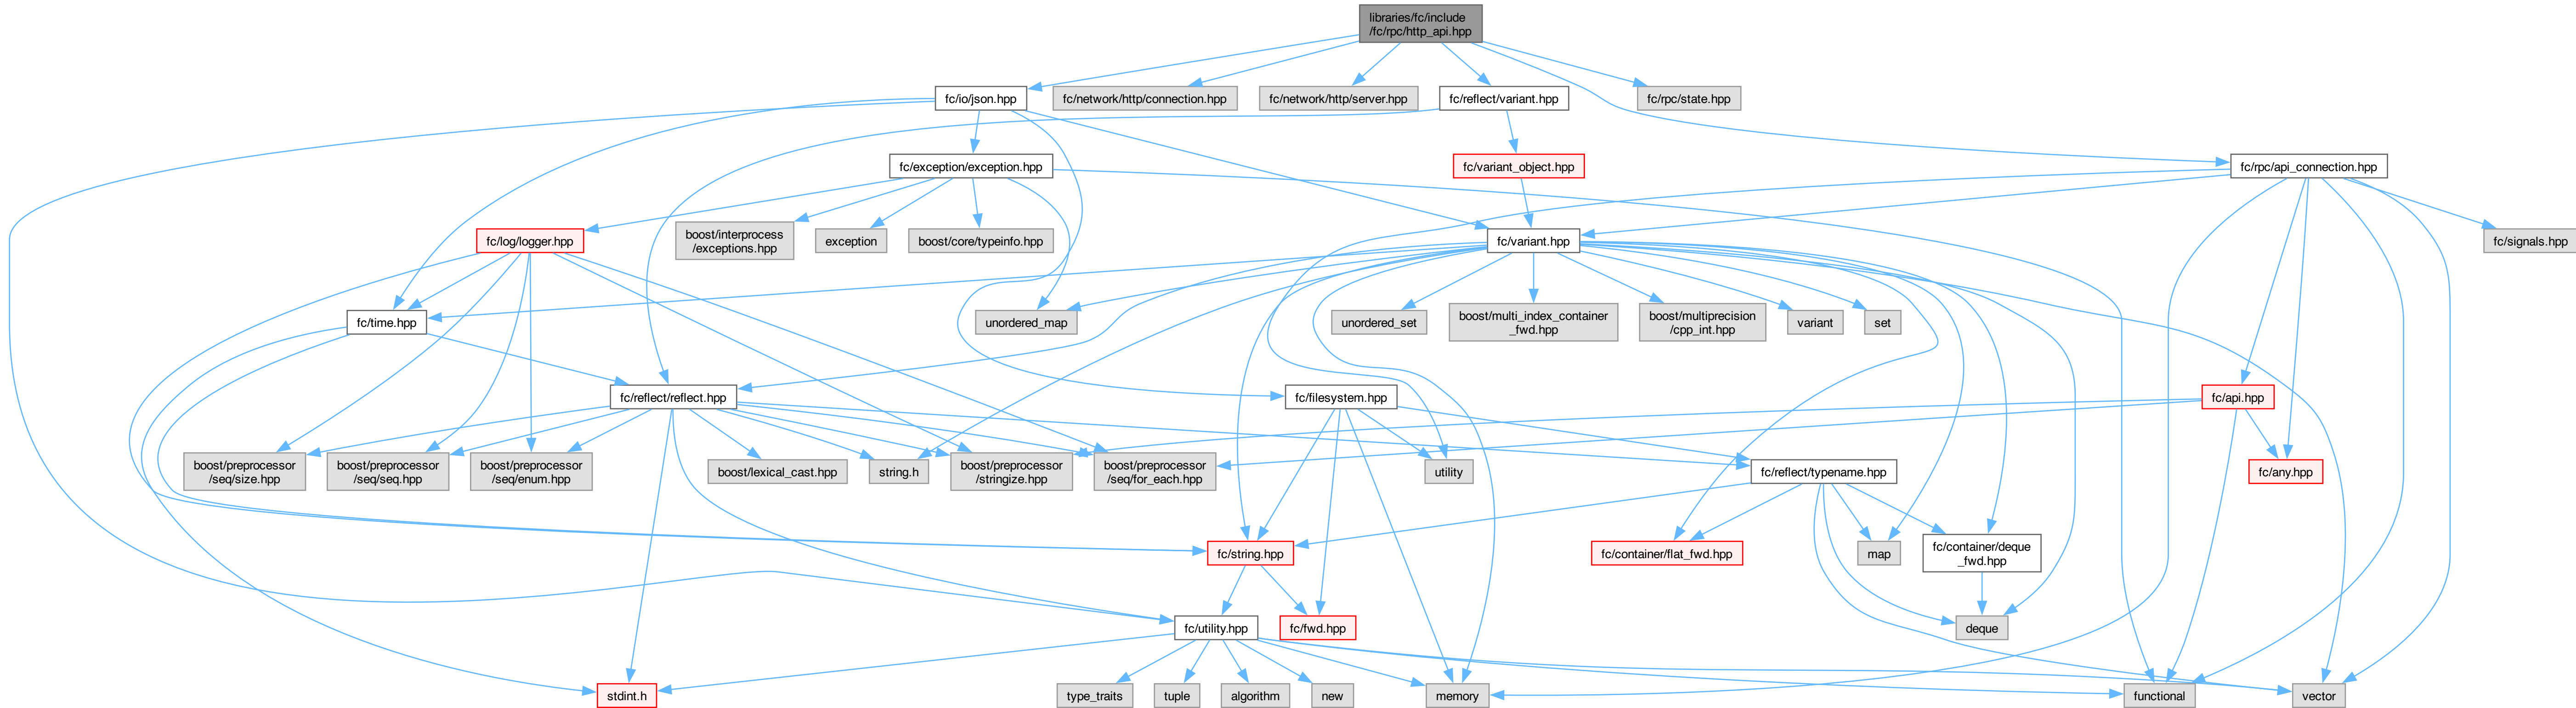 libraries/fc/include
/fc/rpc/http_api.hpp
fc/io/json.hpp
fc/network/http/connection.hpp
fc/network/http/server.hpp
fc/reflect/variant.hpp
fc/rpc/state.hpp
fc/exception/exception.hpp
fc/variant_object.hpp
fc/rpc/api_connection.hpp
fc/log/logger.hpp
boost/interprocess
/exceptions.hpp
exception
boost/core/typeinfo.hpp
fc/variant.hpp
fc/signals.hpp
fc/time.hpp
unordered_map
unordered_set
boost/multi_index_container
_fwd.hpp
boost/multiprecision
/cpp_int.hpp
variant
set
fc/reflect/reflect.hpp
fc/filesystem.hpp
fc/api.hpp
boost/preprocessor
/seq/size.hpp
boost/preprocessor
/seq/seq.hpp
boost/preprocessor
/seq/enum.hpp
boost/lexical_cast.hpp
string.h
boost/preprocessor
/stringize.hpp
boost/preprocessor
/seq/for_each.hpp
utility
fc/reflect/typename.hpp
fc/any.hpp
fc/string.hpp
fc/container/flat_fwd.hpp
map
fc/container/deque
_fwd.hpp
fc/utility.hpp
fc/fwd.hpp
deque
stdint.h
type_traits
tuple
algorithm
new
memory
functional
vector